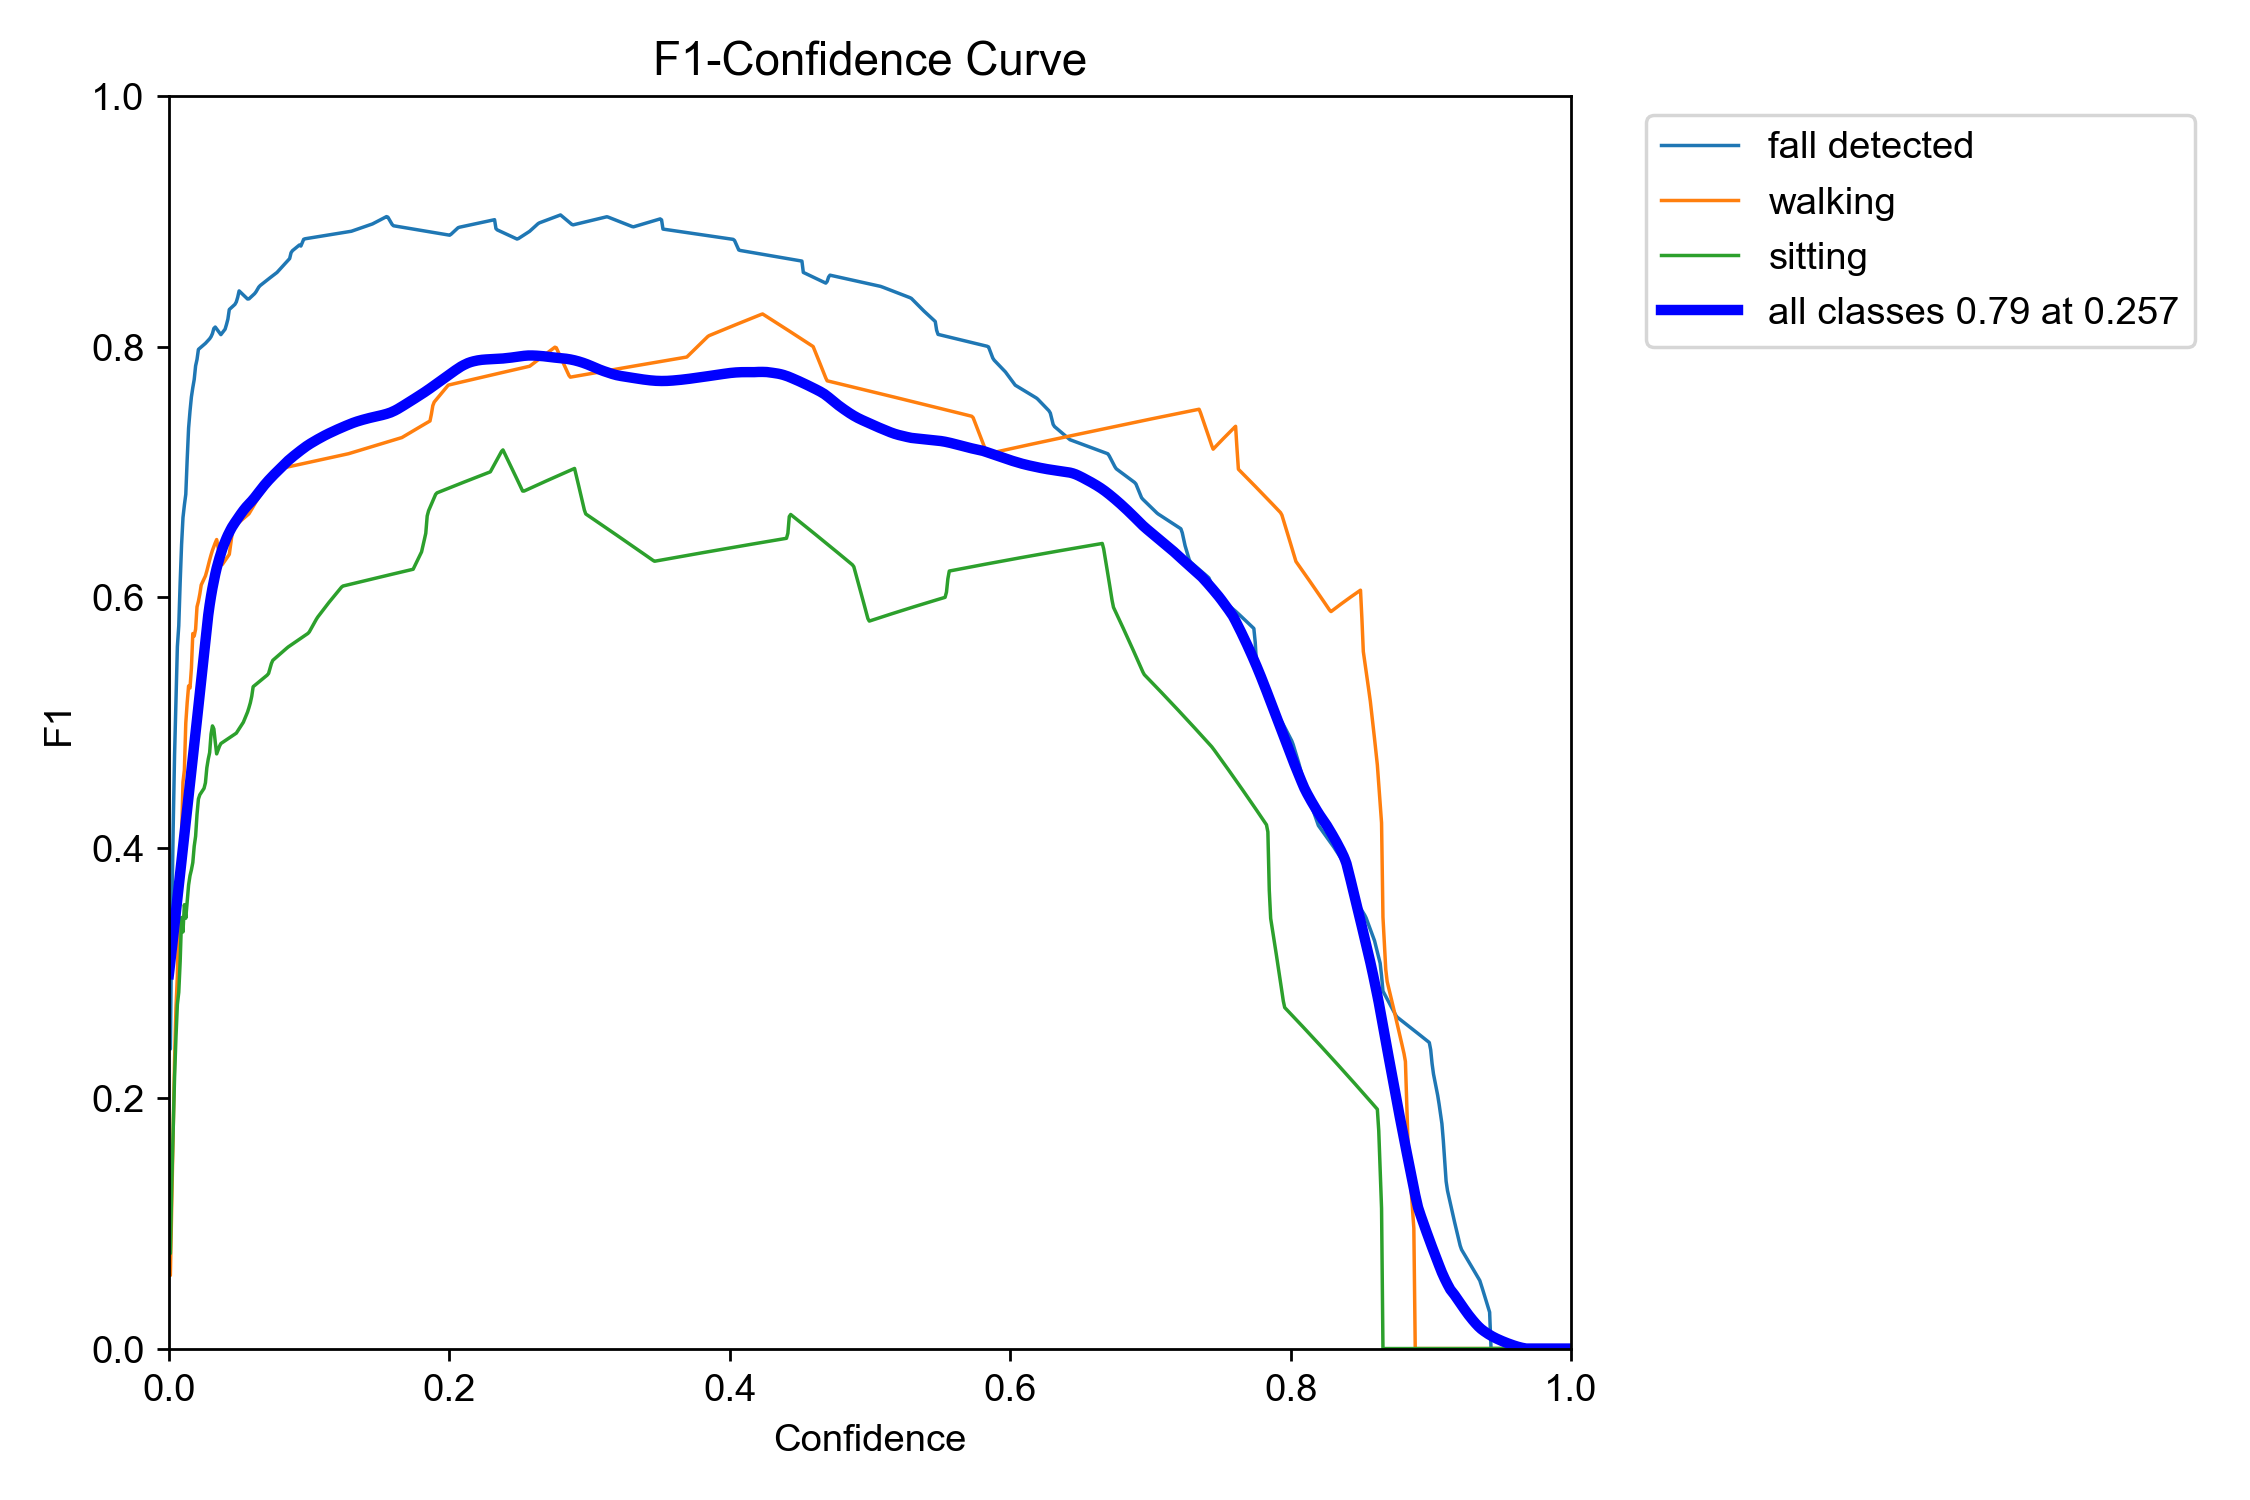 F1-Confidence Curve
fall detected
walking
sitting
all classes 0.79 at 0.257
1.0
0.8
0.6
0.4
0.2
0.0
F1
0.0 0.2 0.4 0.6 0.8 1.0
Confidence